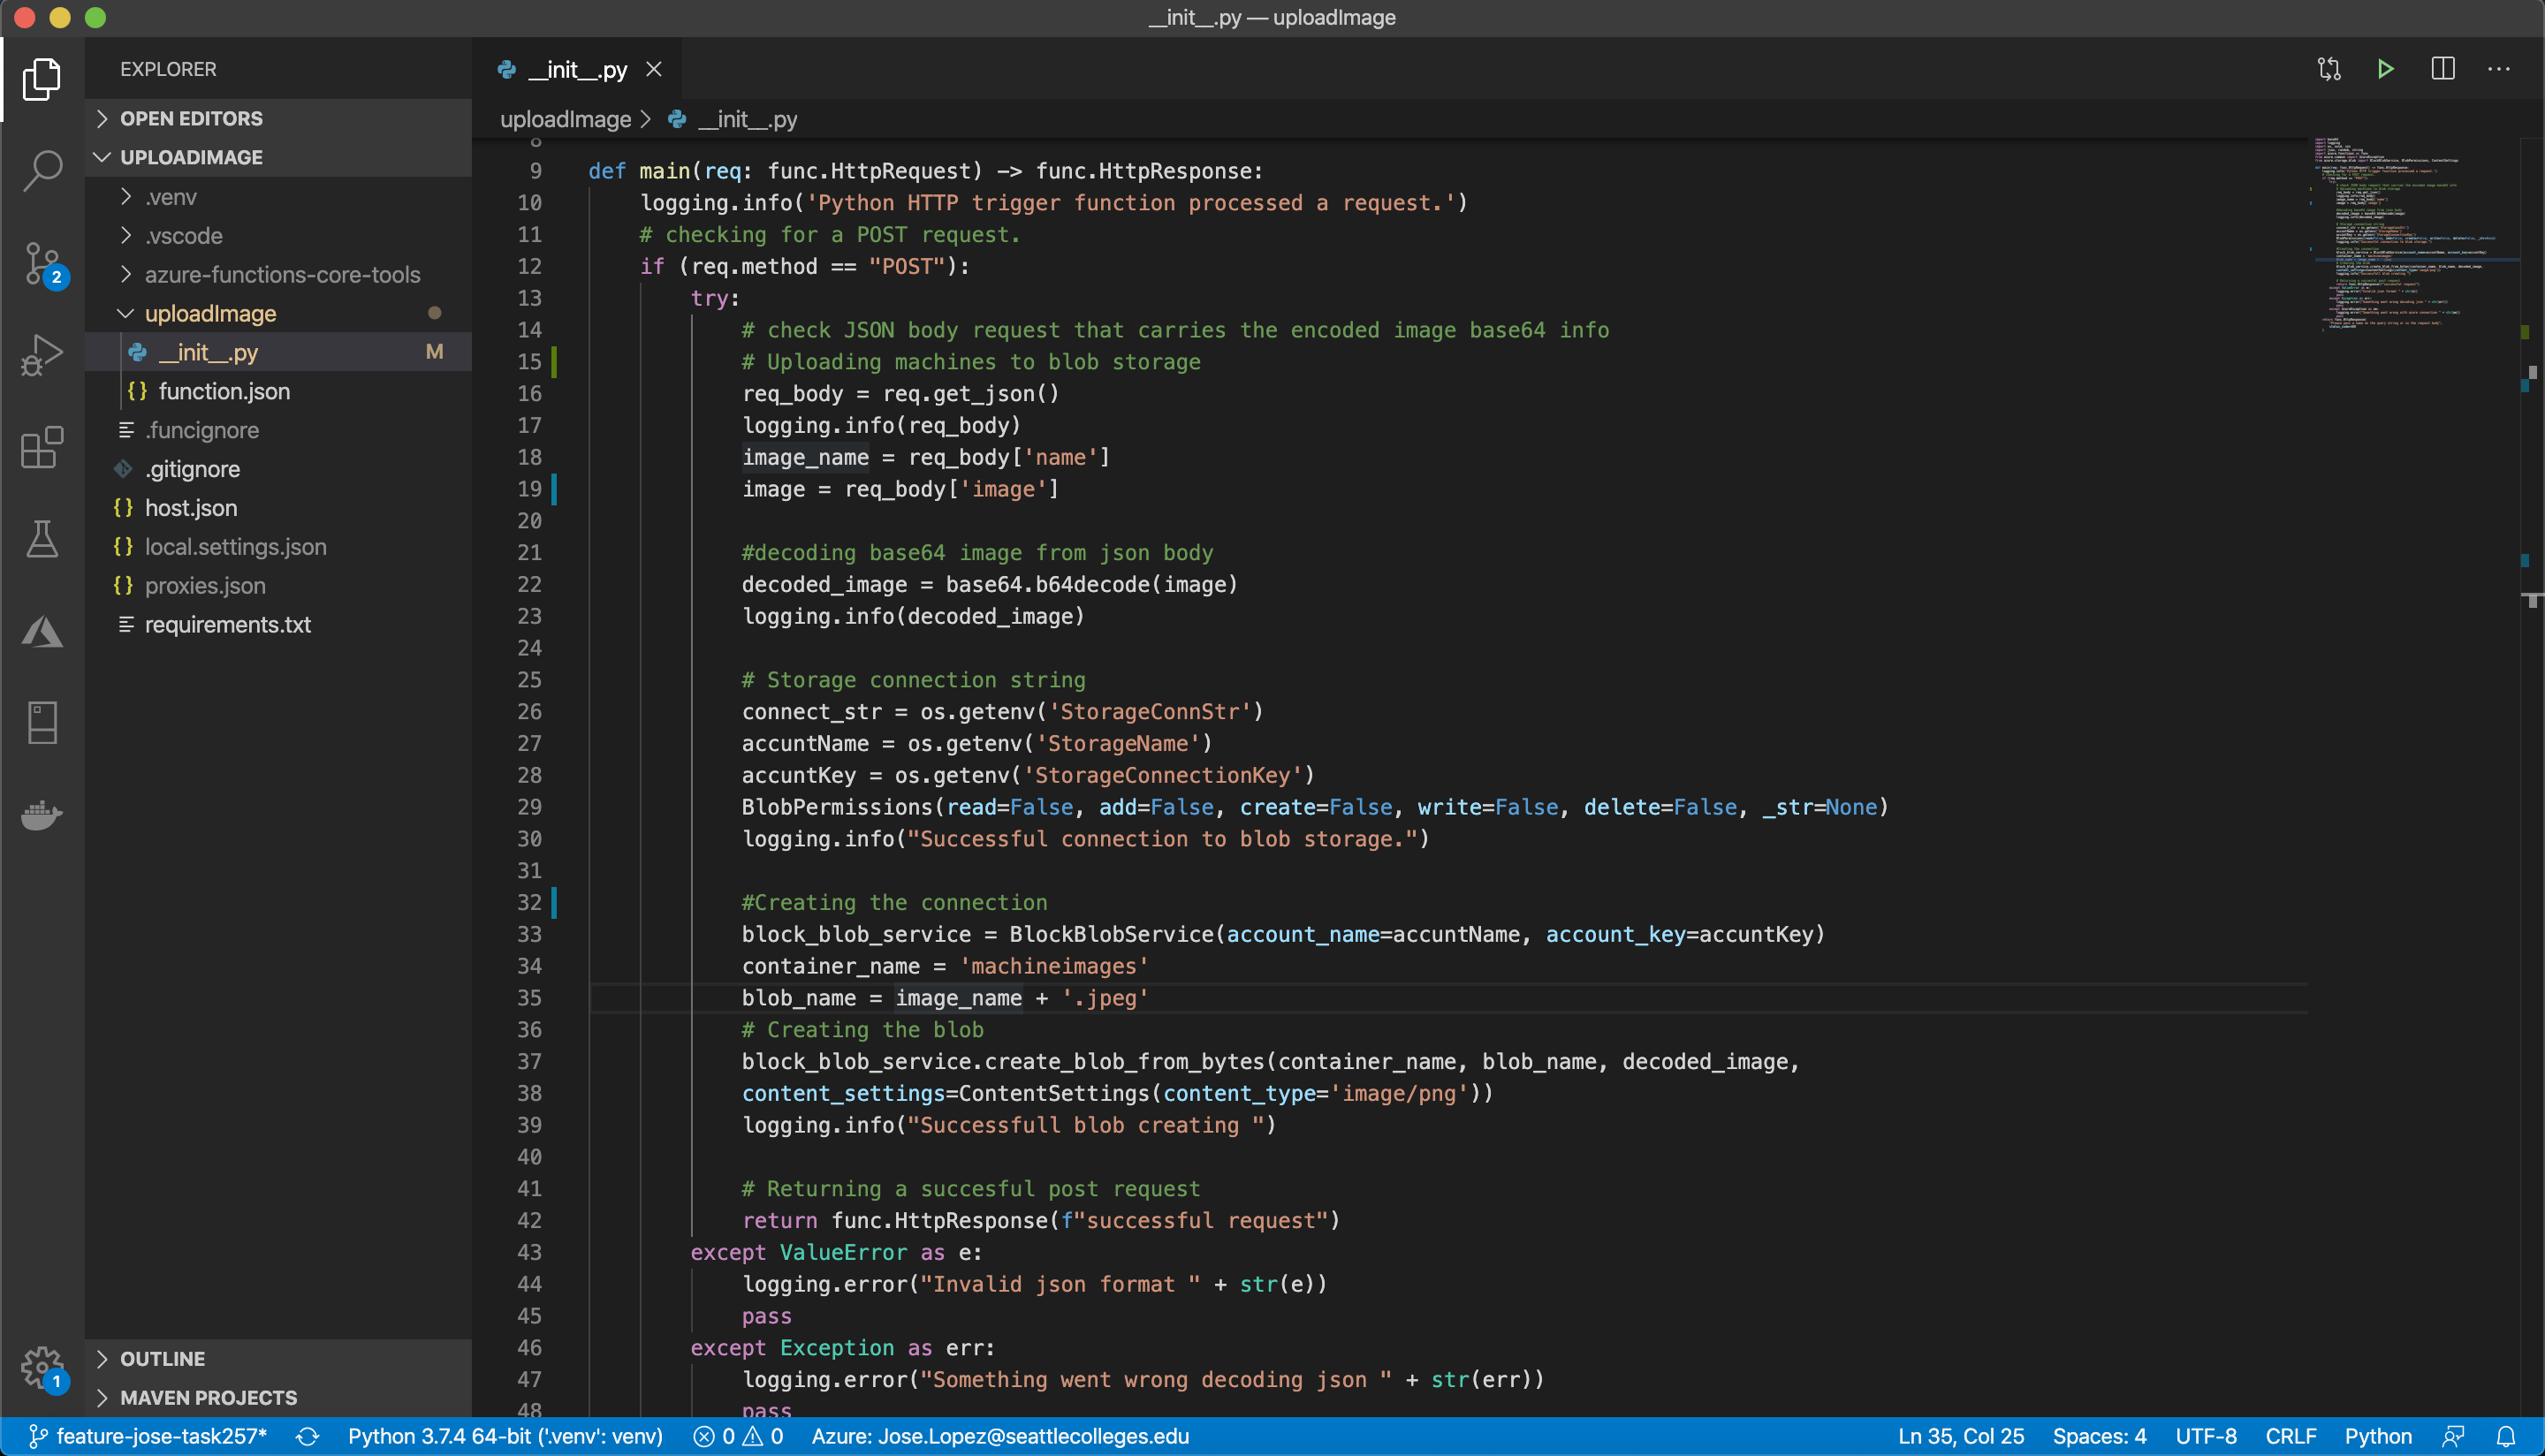 __init__.py — uploadImage
EXPLORER
OPEN EDITORS
UPLOADIMAGE
.venv
.vscode
azure-functions-core-tools
uploadImage
__init__.py M
{} function.json
.funcignore
.gitignore
{} host.json
{} local.settings.json
{} proxies.json
requirements.txt
OUTLINE
MAVEN PROJECTS
2
1
__init__.py
uploadImage > __init__.py
8
9 def main(req: func.HttpRequest) -> func.HttpResponse:
10 logging.info('Python HTTP trigger function processed a request.')
11 # checking for a POST request.
12 if (req.method == "POST"):
13 try:
14 # check JSON body request that carries the encoded image base64 info
15 # Uploading machines to blob storage
16 req_body = req.get_json()
17 logging.info(req_body)
18 image_name = req_body['name']
19 image = req_body['image']
20
21 #decoding base64 image from json body
22 decoded_image = base64.b64decode(image)
23 logging.info(decoded_image)
24
25 # Storage connection string
26 connect_str = os.getenv('StorageConnStr')
27 accuntName = os.getenv('StorageName')
28 accuntKey = os.getenv('StorageConnectionKey')
29 BlobPermissions(read=False, add=False, create=False, write=False, delete=False, _str=None)
30 logging.info("Successful connection to blob storage.")
31
32 #Creating the connection
33 block_blob_service = BlockBlobService(account_name=accuntName, account_key=accuntKey)
34 container_name = 'machineimages'
35 blob_name = image_name + '.jpeg'
36 # Creating the blob
37 block_blob_service.create_blob_from_bytes(container_name, blob_name, decoded_image,
38 content_settings=ContentSettings(content_type='image/png'))
39 logging.info("Successfull blob creating ")
40
41 # Returning a succesful post request
42 return func.HttpResponse(f"successful request")
43 except ValueError as e:
44 logging.error("Invalid json format " + str(e))
45 pass
46 except Exception as err:
47 logging.error("Something went wrong decoding json " + str(err))
48 pass
feature-jose-task257* Python 3.7.4 64-bit ('.venv': venv) 0 0 Azure: Jose.Lopez@seattlecolleges.edu Ln 35, Col 25 Spaces: 4 UTF-8 CRLF Python